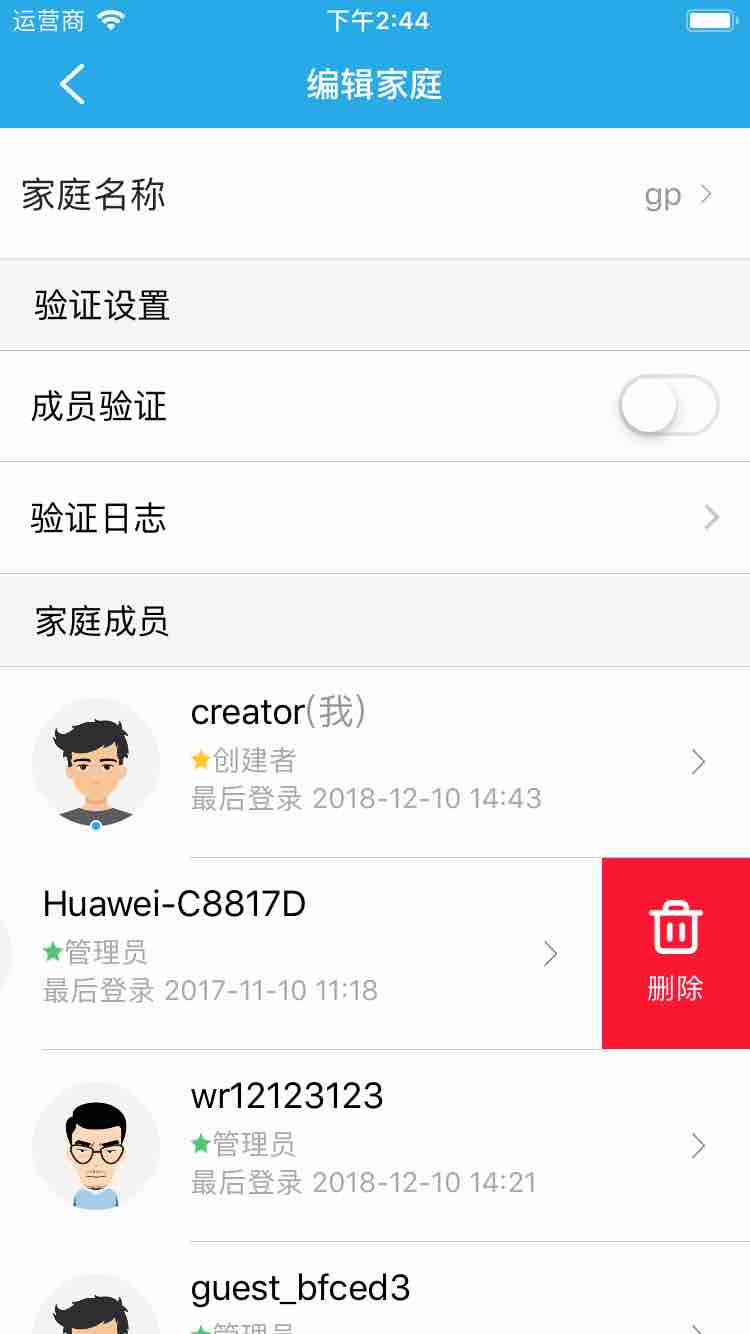 运营商 下午2:44
编辑家庭
家庭名称 gp
验证设置
成员验证
验证日志
家庭成员
creator(我)
创建者
最后登录 2018-12-10 14:43
Huawei-C8817D
管理员
最后登录 2017-11-10 11:18
删除
wr12123123
管理员
最后登录 2018-12-10 14:21
guest_bfced3
管理员